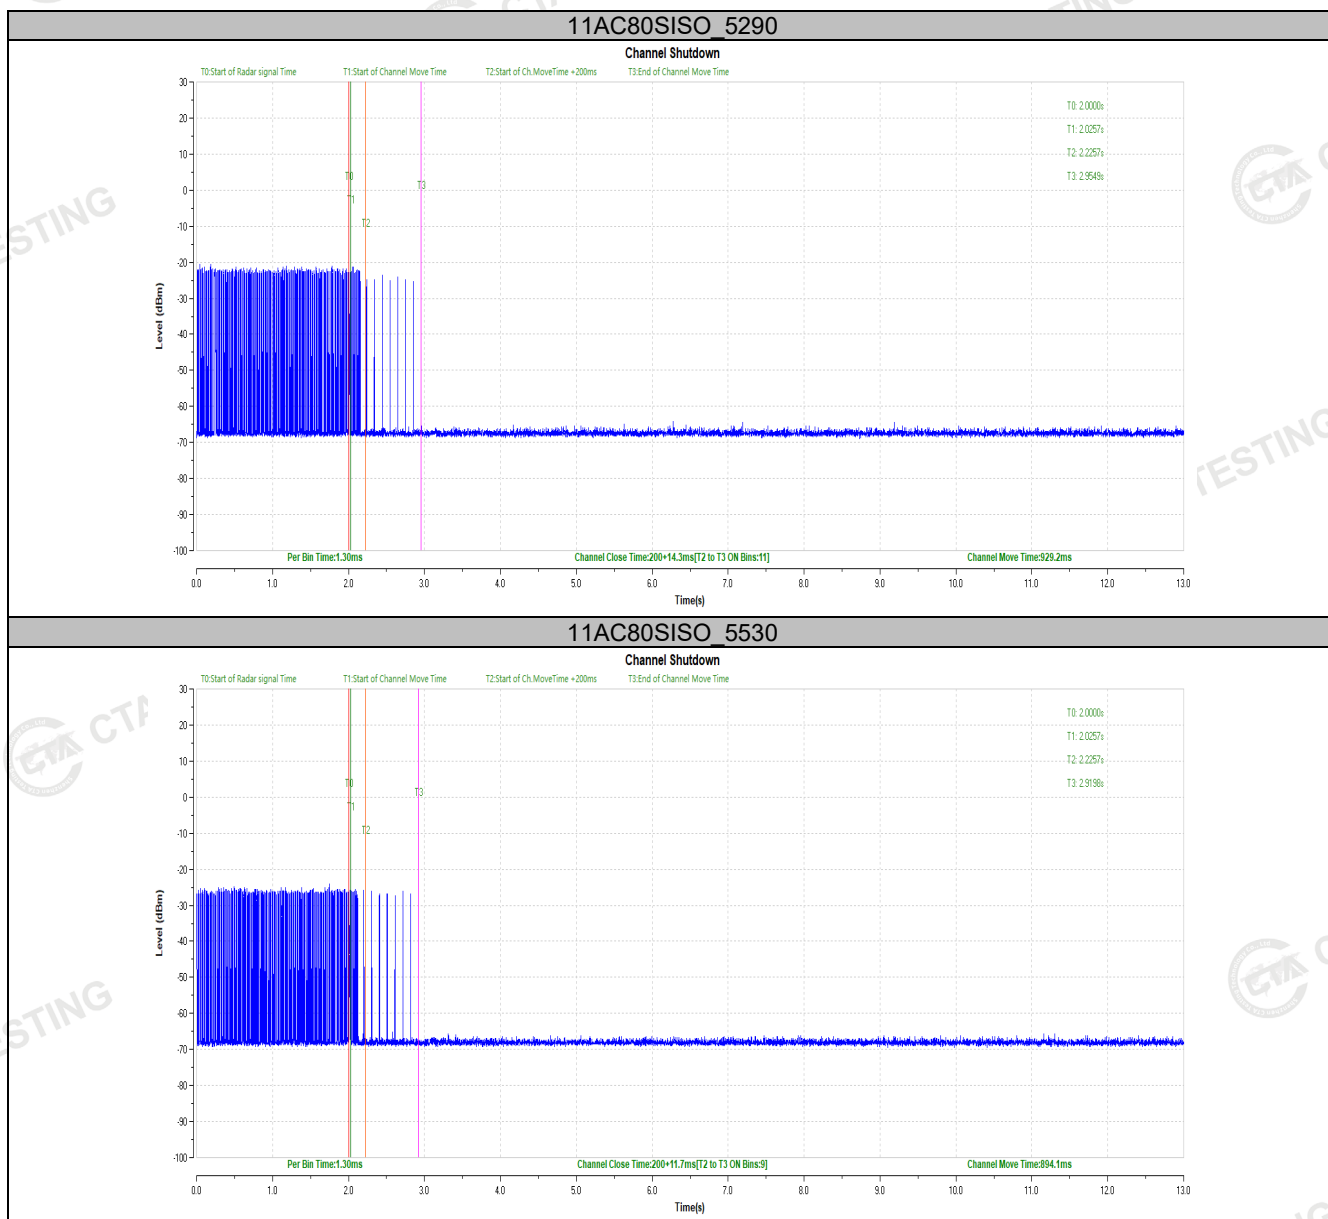 11AC80SISO_5290
Channel Shutdown
T0:Start of Radar signal Time T1:Start of Channel Move Time T2:Start of Ch.MoveTime +200ms T3:End of Channel Move Time
30
T0: 2.0000s
20
T1: 2.0257s
10
T2: 2.2257s
T3: 2.9549s
T0 T3
0
T1
-10
T2
-20
-30
Level (dBm)
-40
-50
-60
-70
-80
-90
-100
Per Bin Time:1.30ms Channel Close Time:200+14.3ms[T2 to T3 ON Bins:11] Channel Move Time:929.2ms
0.0 1.0 2.0 3.0 4.0 5.0 6.0 7.0 8.0 9.0 10.0 11.0 12.0 13.0
Time(s)
11AC80SISO_5530
Channel Shutdown
T0:Start of Radar signal Time T1:Start of Channel Move Time T2:Start of Ch.MoveTime +200ms T3:End of Channel Move Time
30
T0: 2.0000s
20
T1: 2.0257s
10
T2: 2.2257s
T3: 2.9198s
T0 T3
0
T1
-10
T2
-20
-30
Level (dBm)
-40
-50
-60
-70
-80
-90
-100
Per Bin Time:1.30ms Channel Close Time:200+11.7ms[T2 to T3 ON Bins:9] Channel Move Time:894.1ms
0.0 1.0 2.0 3.0 4.0 5.0 6.0 7.0 8.0 9.0 10.0 11.0 12.0 13.0
Time(s)
CTA
TESTING
CTA
TESTING
CTA CTA
CTA
STING